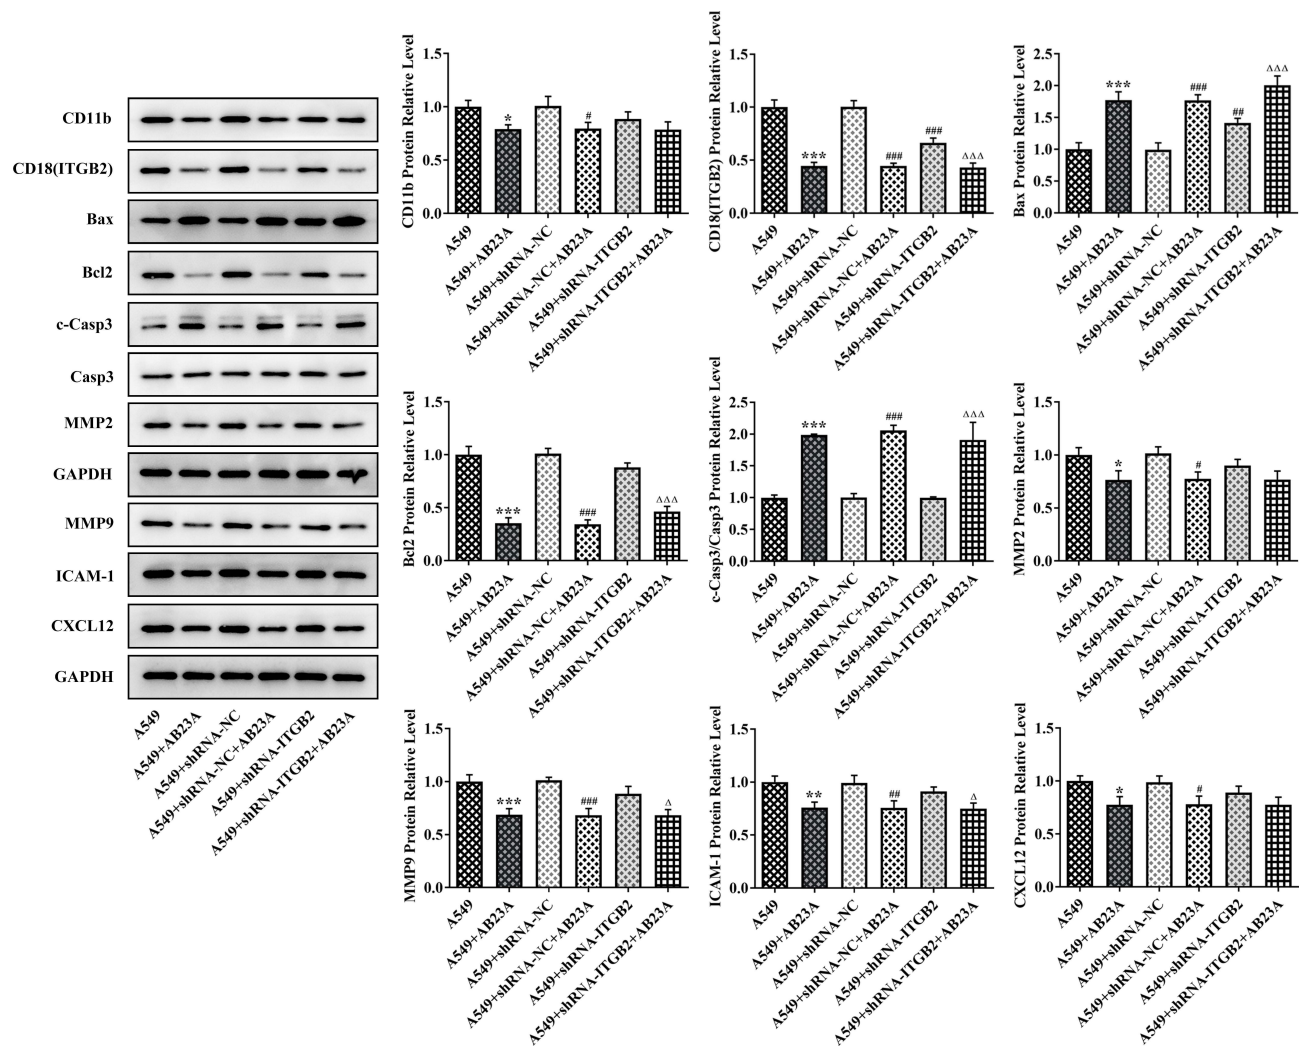 CD11b
CD18(ITGB2)
Bax
Bcl2
c-Casp3
Casp3
MMP2
GAPDH
MMP9
ICAM-1
CXCL12
GAPDH
A549
A549+AB23A
A549+shRNA-NC
A549+shRNA-NC+AB23A
A549+shRNA-ITGB2
A549+shRNA-ITGB2+AB23A
CD11b Protein Relative Level
1.5
1.0
0.5
0.0
*
#
A549
A549+AB23A
A549+shRNA-NC
A549+shRNA-NC+AB23A
A549+shRNA-ITGB2
A549+shRNA-ITGB2+AB23A
CD18(ITGB2) Protein Relative Level
1.5
1.0
0.5
0.0
***
###
###
ΔΔΔ
A549
A549+AB23A
A549+shRNA-NC
A549+shRNA-NC+AB23A
A549+shRNA-ITGB2
A549+shRNA-ITGB2+AB23A
Bax Protein Relative Level
2.5
2.0
1.5
1.0
0.5
0.0
***
###
##
ΔΔΔ
A549
A549+AB23A
A549+shRNA-NC
A549+shRNA-NC+AB23A
A549+shRNA-ITGB2
A549+shRNA-ITGB2+AB23A
Bcl2 Protein Relative Level
1.5
1.0
0.5
0.0
***
###
ΔΔΔ
A549
A549+AB23A
A549+shRNA-NC
A549+shRNA-NC+AB23A
A549+shRNA-ITGB2
A549+shRNA-ITGB2+AB23A
c-Casp3/Casp3 Protein Relative Level
2.5
2.0
1.5
1.0
0.5
0.0
***
###
ΔΔΔ
A549
A549+AB23A
A549+shRNA-NC
A549+shRNA-NC+AB23A
A549+shRNA-ITGB2
A549+shRNA-ITGB2+AB23A
MMP2 Protein Relative Level
1.5
1.0
0.5
0.0
*
#
A549
A549+AB23A
A549+shRNA-NC
A549+shRNA-NC+AB23A
A549+shRNA-ITGB2
A549+shRNA-ITGB2+AB23A
MMP9 Protein Relative Level
1.5
1.0
0.5
0.0
***
###
Δ
A549
A549+AB23A
A549+shRNA-NC
A549+shRNA-NC+AB23A
A549+shRNA-ITGB2
A549+shRNA-ITGB2+AB23A
ICAM-1 Protein Relative Level
1.5
1.0
0.5
0.0
**
##
Δ
A549
A549+AB23A
A549+shRNA-NC
A549+shRNA-NC+AB23A
A549+shRNA-ITGB2
A549+shRNA-ITGB2+AB23A
CXCL12 Protein Relative Level
1.5
1.0
0.5
0.0
*
#
A549
A549+AB23A
A549+shRNA-NC
A549+shRNA-NC+AB23A
A549+shRNA-ITGB2
A549+shRNA-ITGB2+AB23A